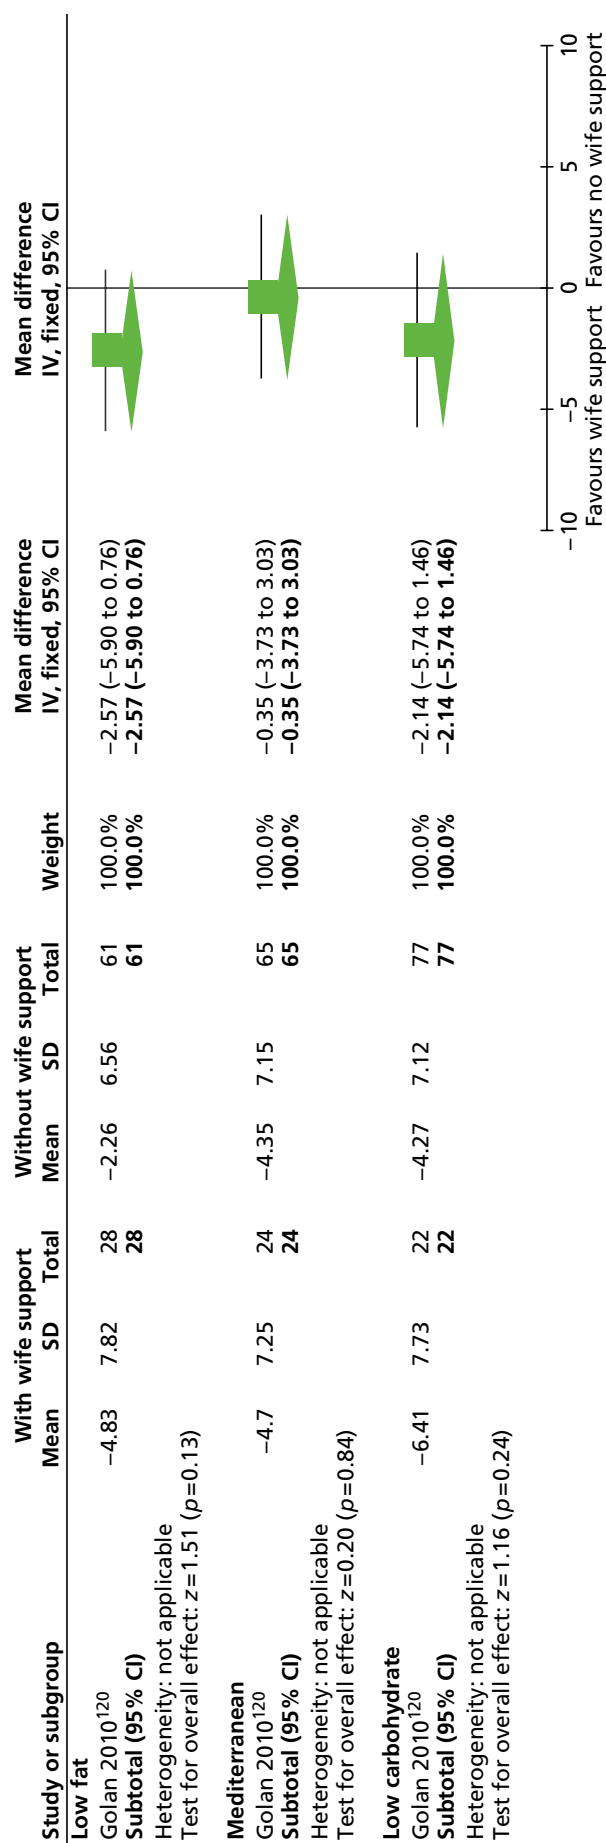 With wife support Without wife support Mean difference Mean difference
Study or subgroup Mean SD Total Mean SD Total Weight IV, fixed, 95% CI IV, fixed, 95% CI
Low fat
Golan 2010¹²⁰ −4.83 7.82 28 −2.26 6.56 61 100.0% −2.57 (−5.90 to 0.76)
Subtotal (95% CI) 28 61 100.0% −2.57 (−5.90 to 0.76)
Heterogeneity: not applicable
Test for overall effect: z=1.51 (p=0.13)
Mediterranean
Golan 2010¹²⁰ −4.7 7.25 24 −4.35 7.15 65 100.0% −0.35 (−3.73 to 3.03)
Subtotal (95% CI) 24 65 100.0% −0.35 (−3.73 to 3.03)
Heterogeneity: not applicable
Test for overall effect: z=0.20 (p=0.84)
Low carbohydrate
Golan 2010¹²⁰ −6.41 7.73 22 −4.27 7.12 77 100.0% −2.14 (−5.74 to 1.46)
Subtotal (95% CI) 22 77 100.0% −2.14 (−5.74 to 1.46)
Heterogeneity: not applicable
Test for overall effect: z=1.16 (p=0.24)
−10 −5 0 5 10
Favours wife support Favours no wife support